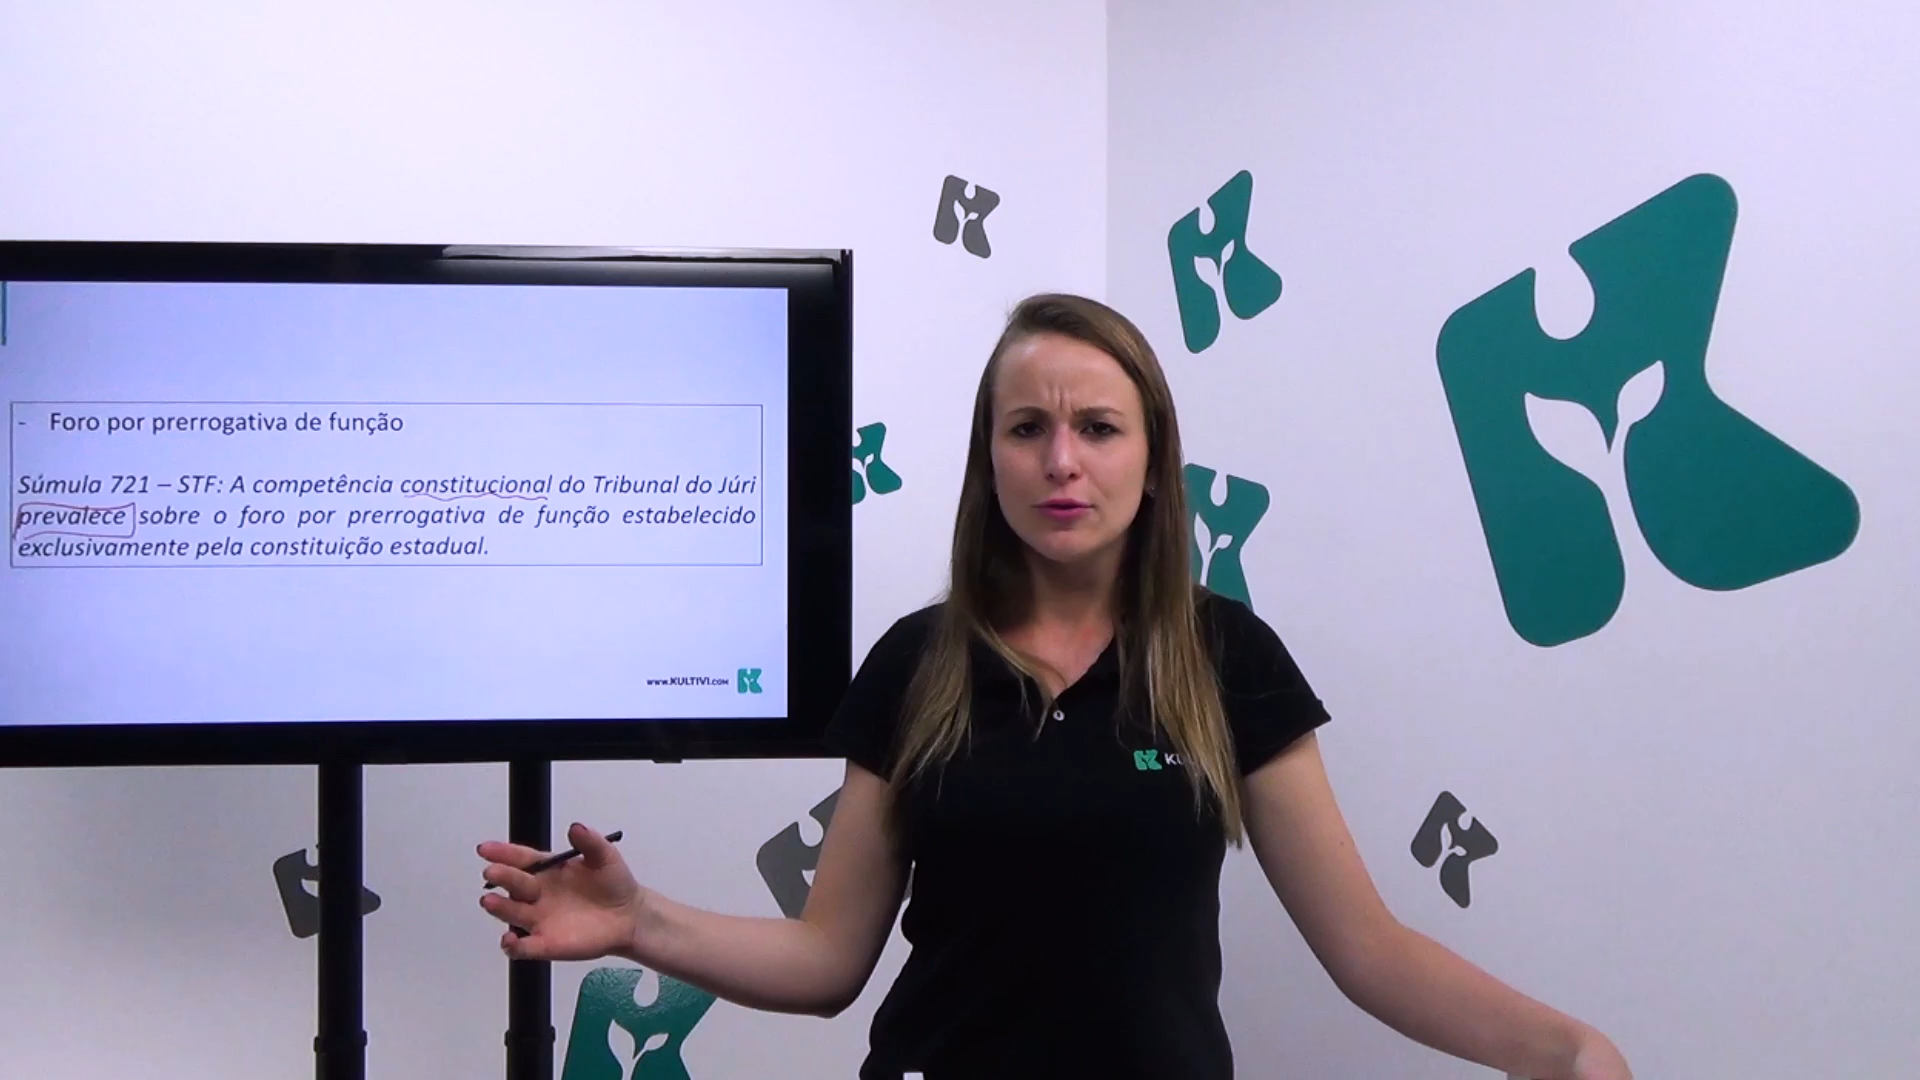 - Foro por prerrogativa de função
Súmula 721 – STF: A competência constitucional do Tribunal do Júri
prevalece sobre o foro por prerrogativa de função estabelecido
exclusivamente pela constituição estadual.
www.KULTIVI.COM